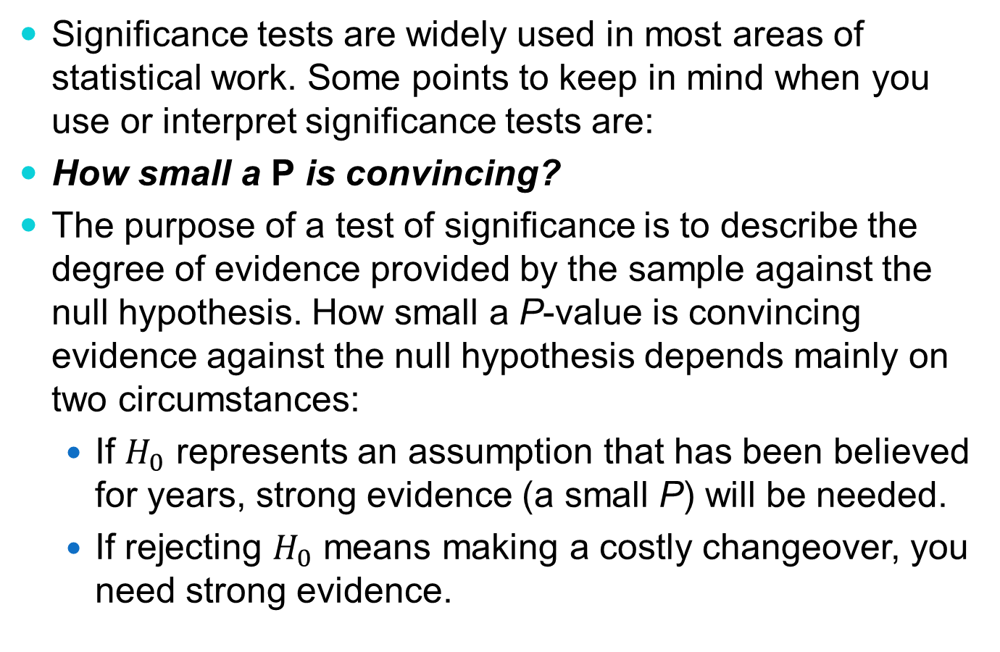 • Significance tests are widely used in most areas of
statistical work. Some points to keep in mind when you
use or interpret significance tests are:
• How small a P is convincing?
• The purpose of a test of significance is to describe the
degree of evidence provided by the sample against the
null hypothesis. How small a P-value is convincing
evidence against the null hypothesis depends mainly on
two circumstances:
• If H₀ represents an assumption that has been believed
for years, strong evidence (a small P) will be needed.
• If rejecting H₀ means making a costly changeover, you
need strong evidence.